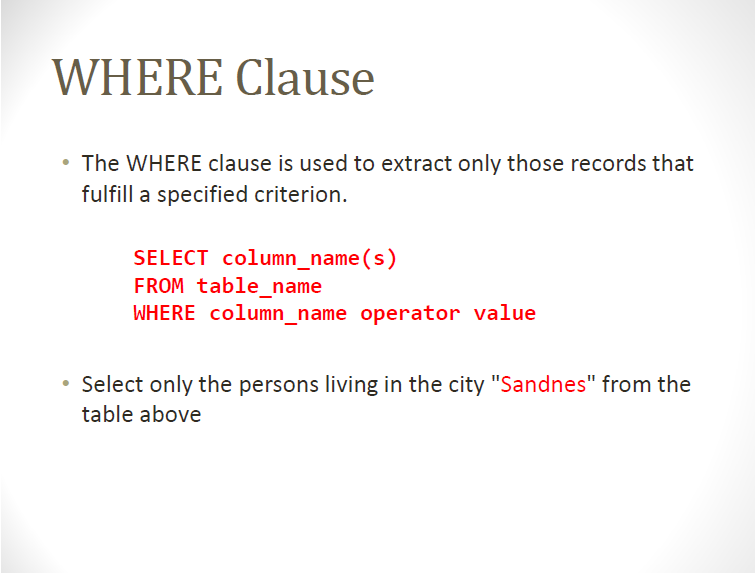 WHERE Clause
• The WHERE clause is used to extract only those records that
fulfill a specified criterion.
SELECT column_name(s)
FROM table_name
WHERE column_name operator value
• Select only the persons living in the city "Sandnes" from the
table above